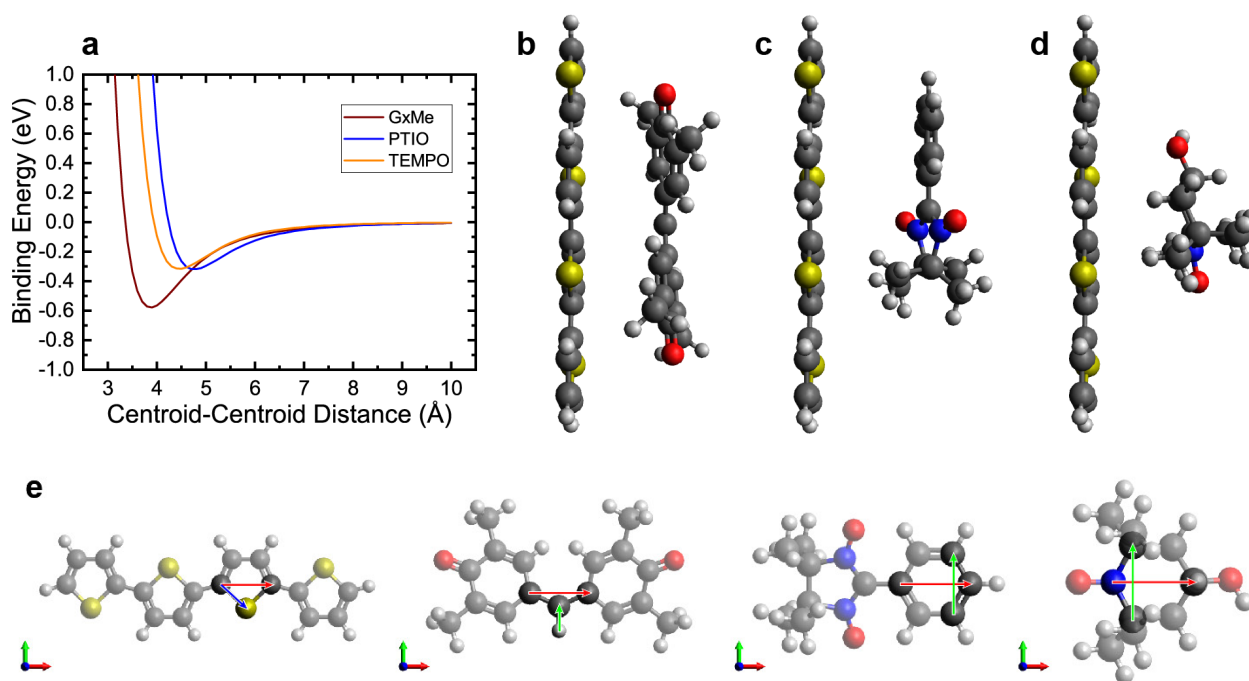 a
b
c
d
1.0
0.8
0.6
0.4
0.2
0.0
-0.2
-0.4
-0.6
-0.8
-1.0
Binding Energy (eV)
GxMe
PTIO
TEMPO
3 4 5 6 7 8 9 10
Centroid-Centroid Distance (Å)
e